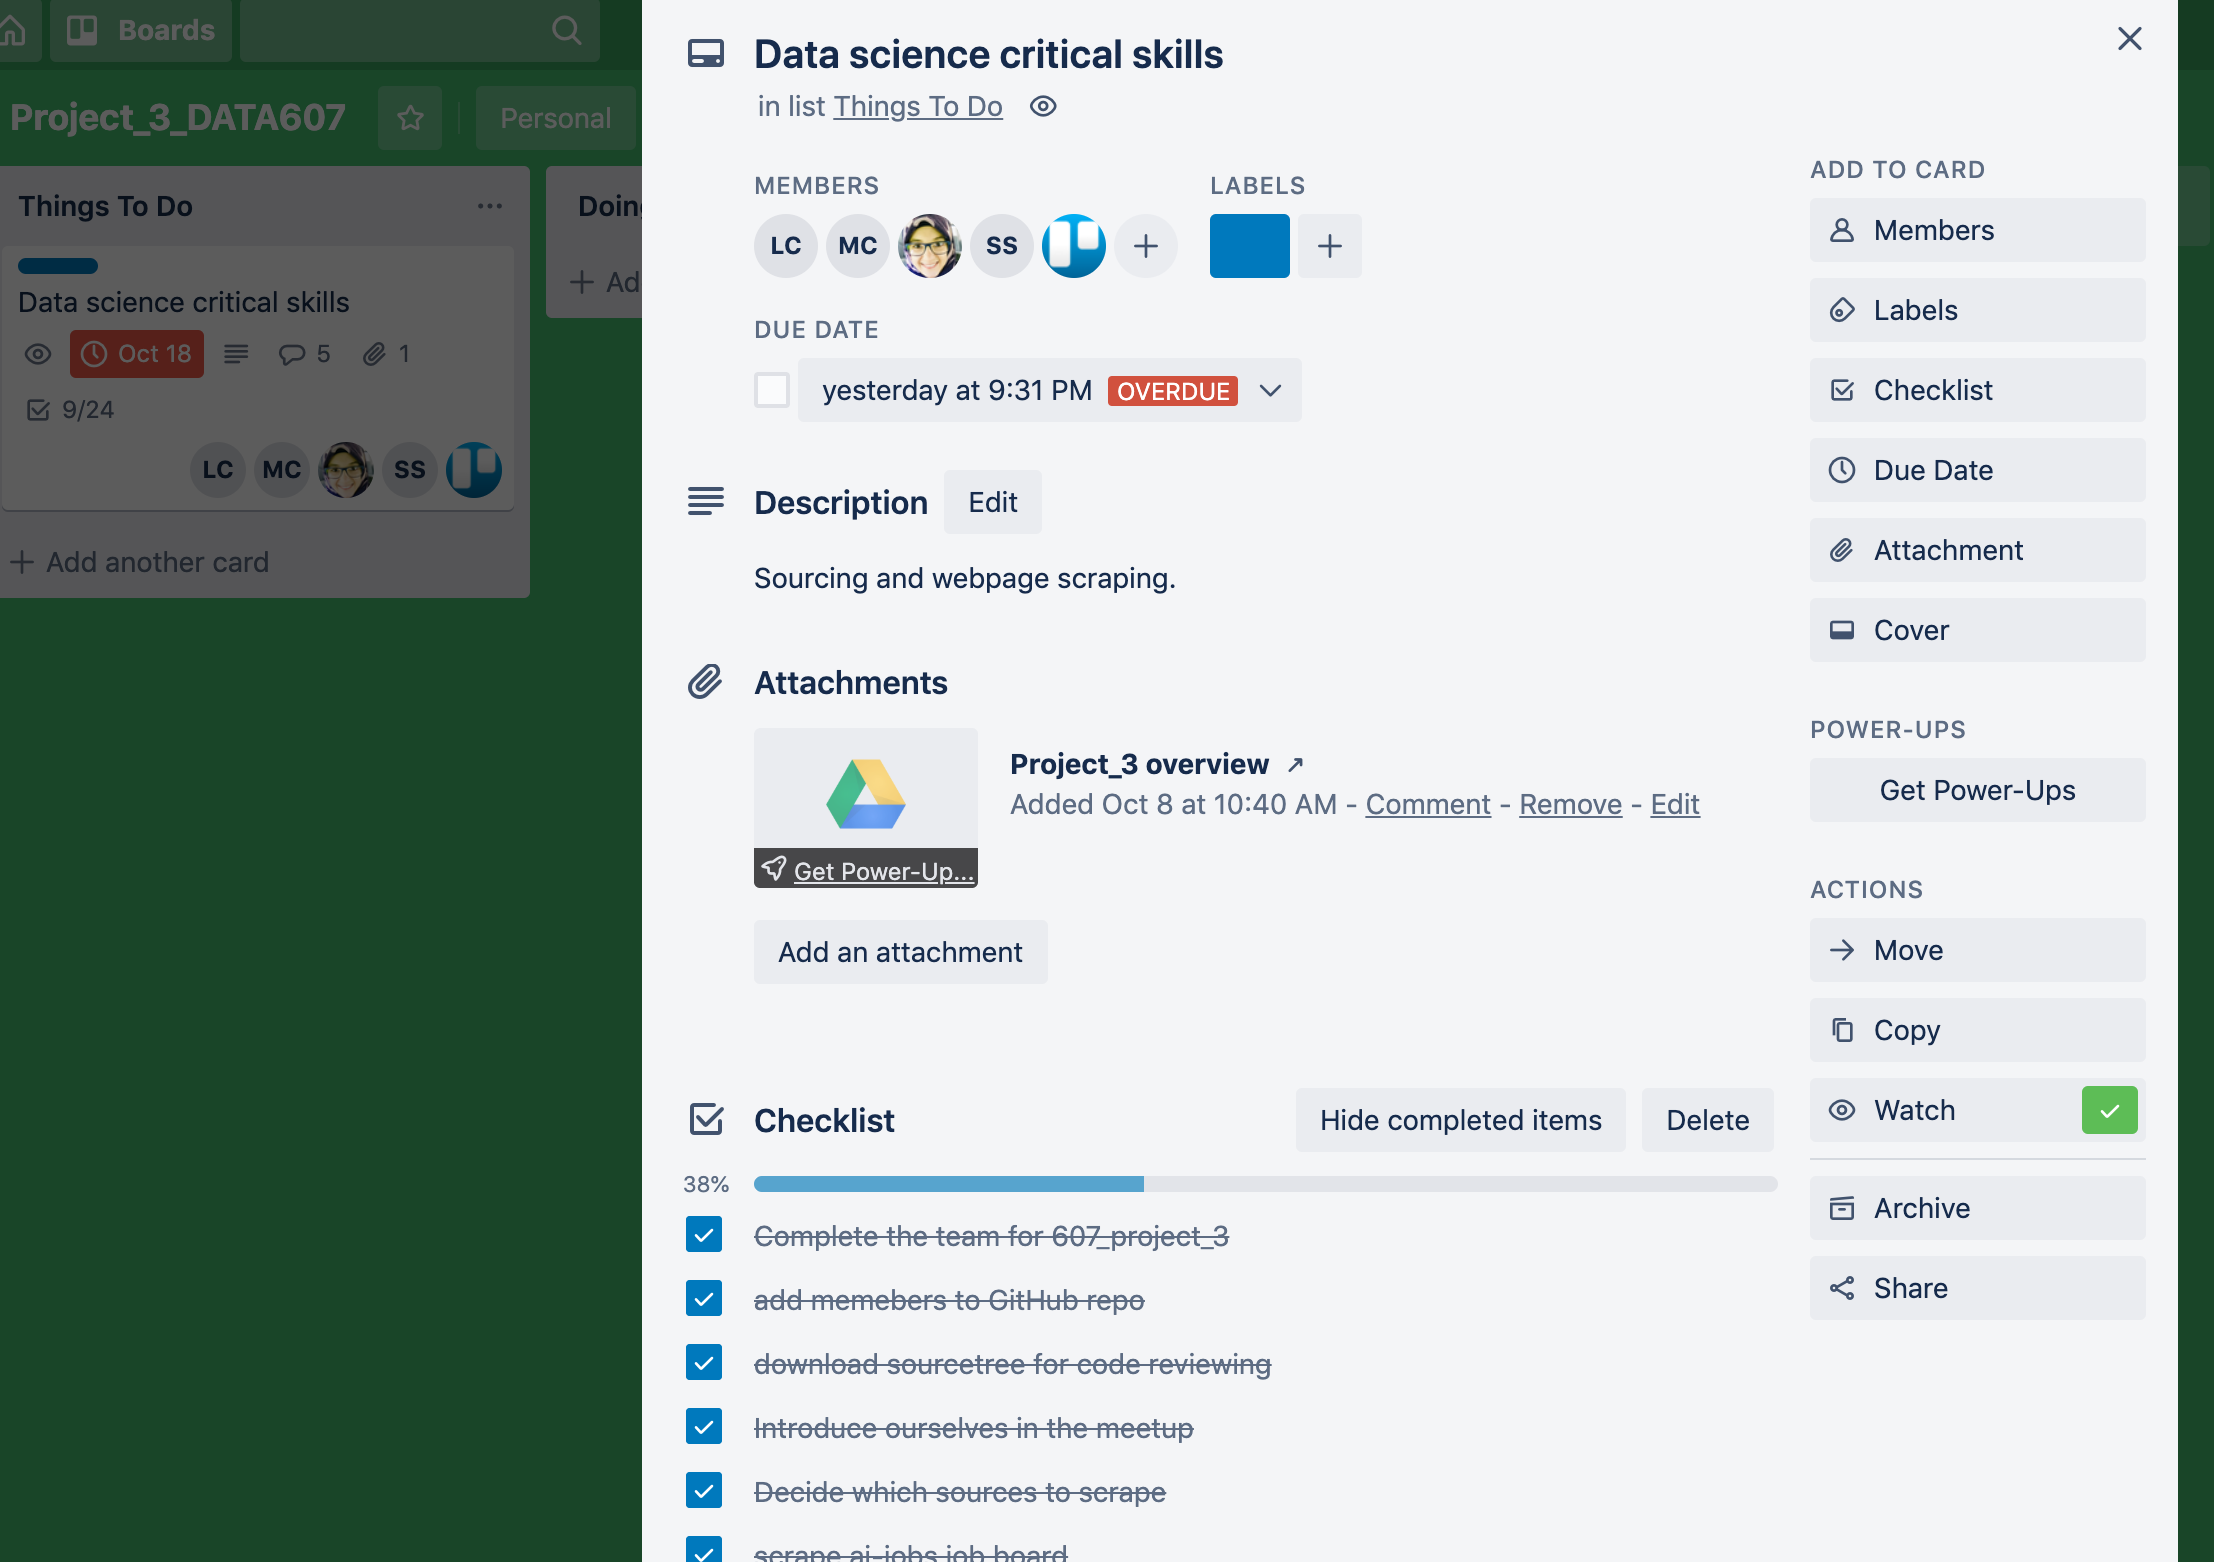 Boards
Project_3_DATA607
Personal
Things To Do
Data science critical skills
Oct 18
5
1
9/24
LC
MC
SS
+ Add another card
Doing
+ Ad
Data science critical skills
in list Things To Do
MEMBERS
LC
MC
SS
+
LABELS
+
DUE DATE
yesterday at 9:31 PM OVERDUE
Description
Edit
Sourcing and webpage scraping.
Attachments
Project_3 overview ↗
Added Oct 8 at 10:40 AM - Comment - Remove - Edit
Get Power-Up...
Add an attachment
Checklist
Hide completed items
Delete
38%
Complete the team for 607_project_3
add memebers to GitHub repo
download sourcetree for code reviewing
Introduce ourselves in the meetup
Decide which sources to scrape
scrape ai-jobs job board
ADD TO CARD
Members
Labels
Checklist
Due Date
Attachment
Cover
POWER-UPS
Get Power-Ups
ACTIONS
Move
Copy
Watch
Archive
Share